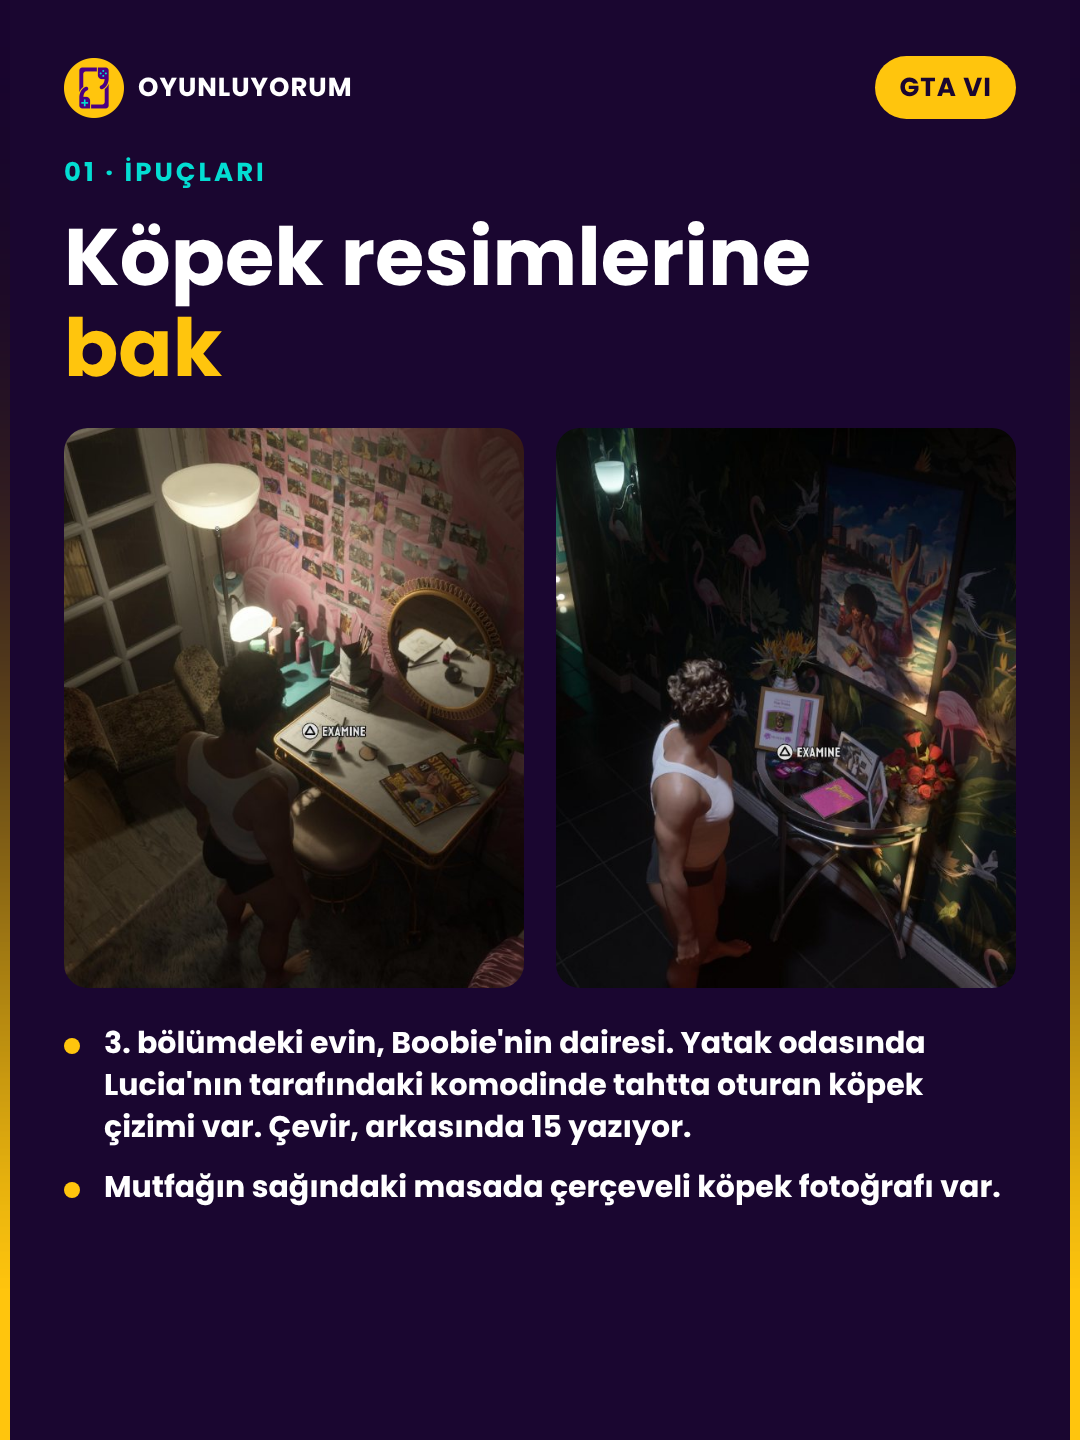 OYUNLUYORUM
GTA VI
01 · İPUÇLARI
Köpek resimlerine
bak
EXAMINE
EXAMINE
3. bölümdeki evin, Boobie'nin dairesi. Yatak odasında
Lucia'nın tarafındaki komodinde tahtta oturan köpek
çizimi var. Çevir, arkasında 15 yazıyor.
Mutfağın sağındaki masada çerçeveli köpek fotoğrafı var.